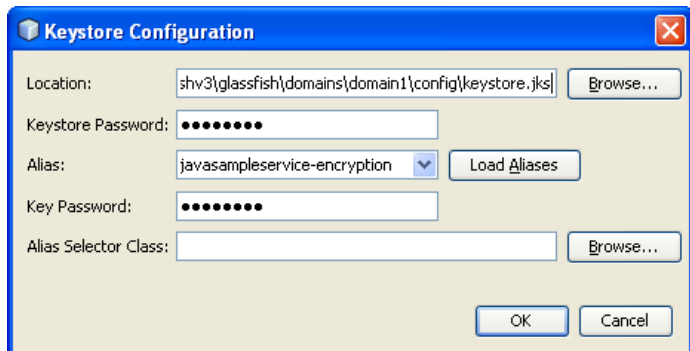 Keystore Configuration
Location: shv3\glassfish\domains\domain1\config\keystore.jks Browse...
Keystore Password: ●●●●●●●●
Alias: javasampleservice-encryption Load Aliases
Key Password: ●●●●●●●●
Alias Selector Class: Browse...
OK Cancel